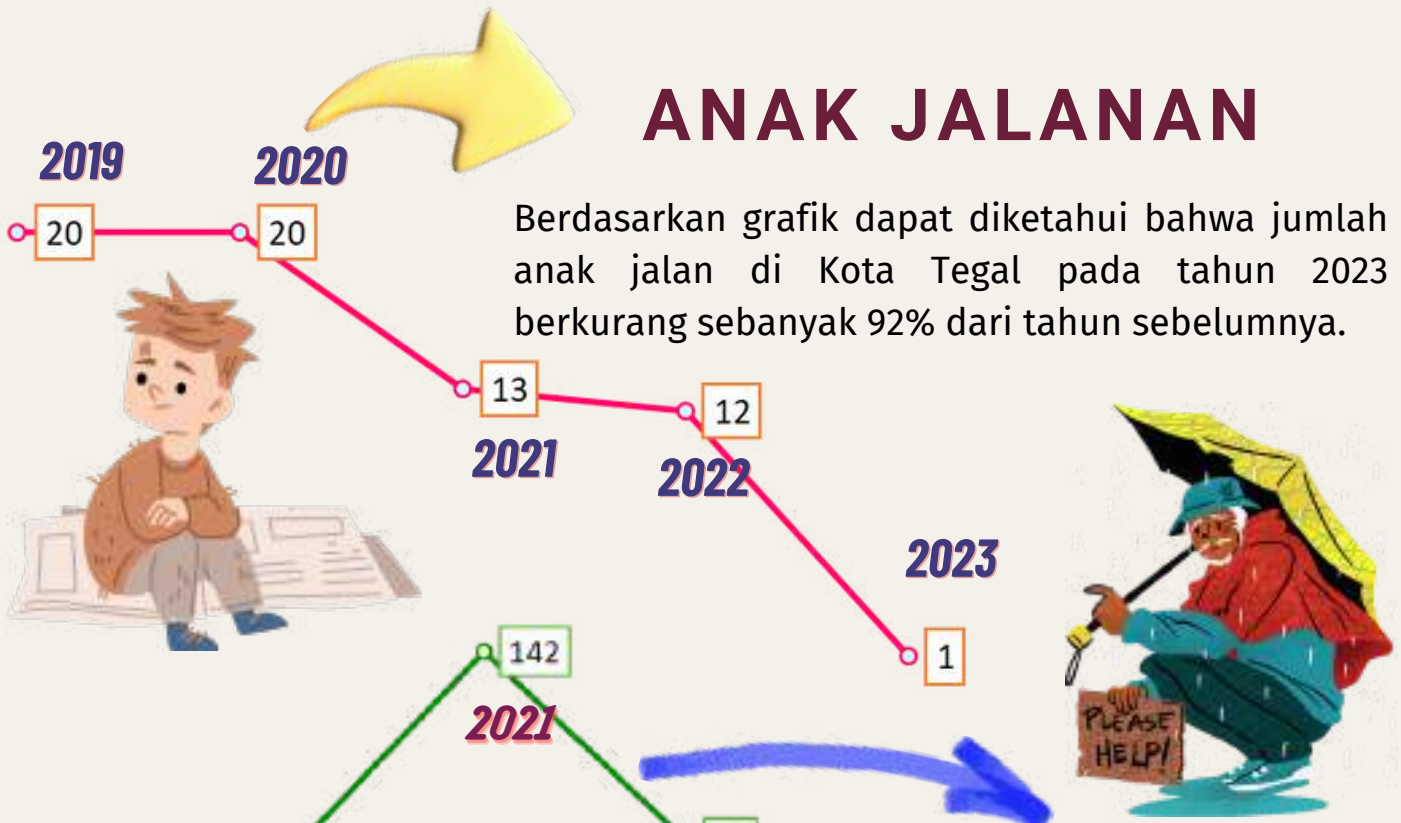 ANAK JALANAN
2019
2020
20
20
Berdasarkan grafik dapat diketahui bahwa jumlah
anak jalan di Kota Tegal pada tahun 2023
berkurang sebanyak 92% dari tahun sebelumnya.
13
12
2021
2022
2023
1
142
2021
PLEASE
HELP!